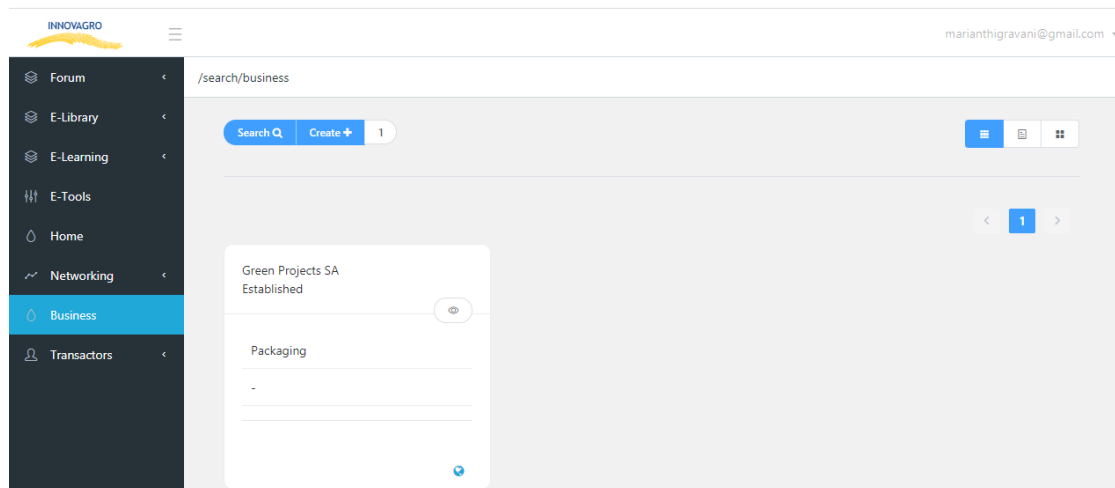 INNOVAGRO
marianthigravani@gmail.com
Forum
/search/business
E-Library
Search Create 1
E-Learning
E-Tools
1
Home
Networking
Green Projects SA
Established
Business
Transactors
Packaging
-